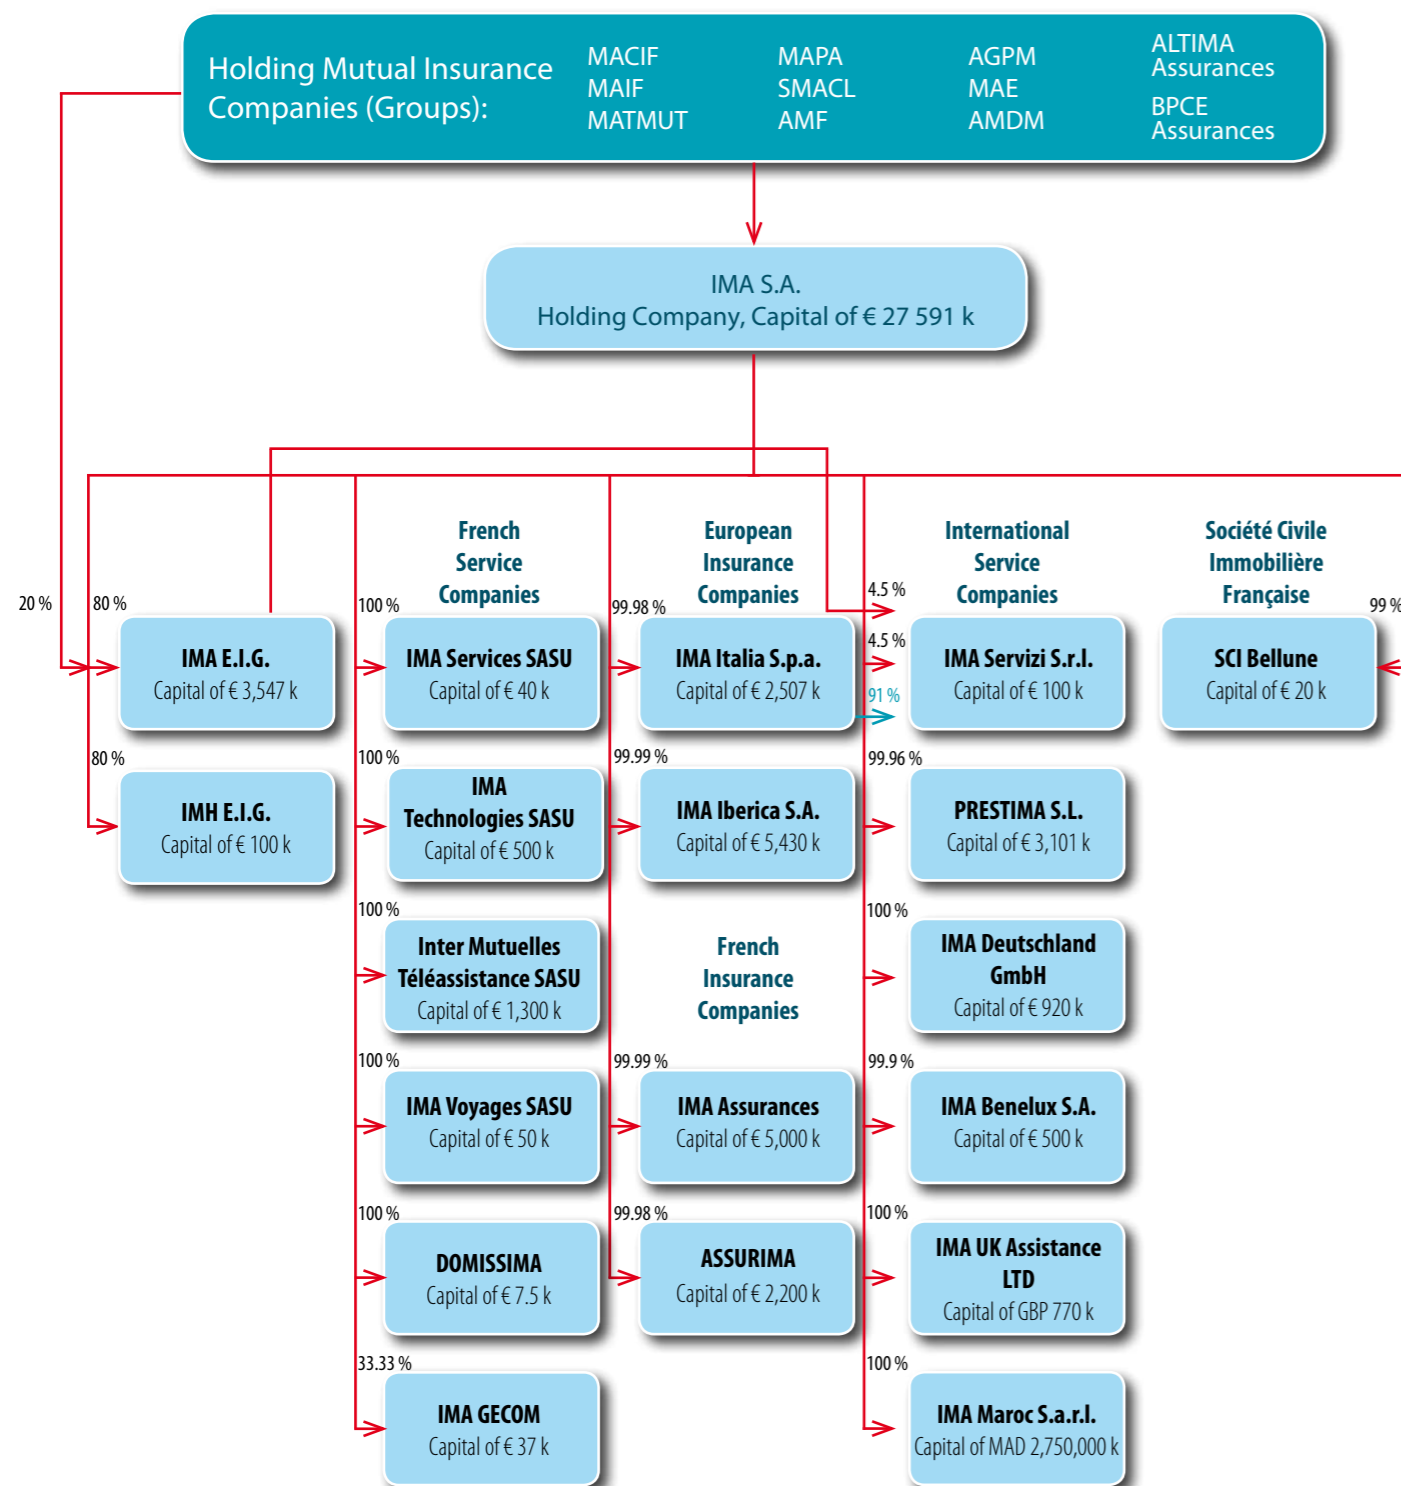 Holding Mutual Insurance
Companies (Groups):
MACIF
MAIF
MATMUT
MAPA
SMACL
AMF
AGPM
MAE
AMDM
ALTIMA
Assurances
BPCE
Assurances
IMA S.A.
Holding Company, Capital of € 27 591 k
20 %
80 %
IMA E.I.G.
Capital of € 3,547 k
80 %
IMH E.I.G.
Capital of € 100 k
French
Service
Companies
100 %
IMA Services SASU
Capital of € 40 k
100 %
IMA
Technologies SASU
Capital of € 500 k
100 %
Inter Mutuelles
Téléassistance SASU
Capital of € 1,300 k
100 %
IMA Voyages SASU
Capital of € 50 k
100 %
DOMISSIMA
Capital of € 7.5 k
33.33 %
IMA GECOM
Capital of € 37 k
European
Insurance
Companies
99.98 %
IMA Italia S.p.a.
Capital of € 2,507 k
99.99 %
IMA Iberica S.A.
Capital of € 5,430 k
French
Insurance
Companies
99.99 %
IMA Assurances
Capital of € 5,000 k
99.98 %
ASSURIMA
Capital of € 2,200 k
International
Service
Companies
4.5 %
4.5 %
91 %
IMA Servizi S.r.l.
Capital of € 100 k
99.96 %
PRESTIMA S.L.
Capital of € 3,101 k
100 %
IMA Deutschland
GmbH
Capital of € 920 k
99.9 %
IMA Benelux S.A.
Capital of € 500 k
100 %
IMA UK Assistance
LTD
Capital of GBP 770 k
100 %
IMA Maroc S.a.r.l.
Capital of MAD 2,750,000 k
Société Civile
Immobilière
Française
99 %
SCI Bellune
Capital of € 20 k